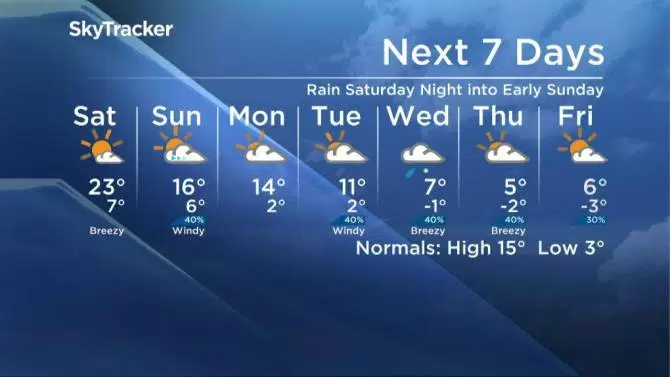 SkyTracker
Next 7 Days
Rain Saturday Night into Early Sunday
Sat Sun Mon Tue Wed Thu Fri
23° 16° 14° 11° 7° 5° 6°
7° 6° 2° 2° -1° -2° -3°
40% 40% 40% 40% 30%
Breezy Windy Windy Breezy Breezy
Normals: High 15° Low 3°